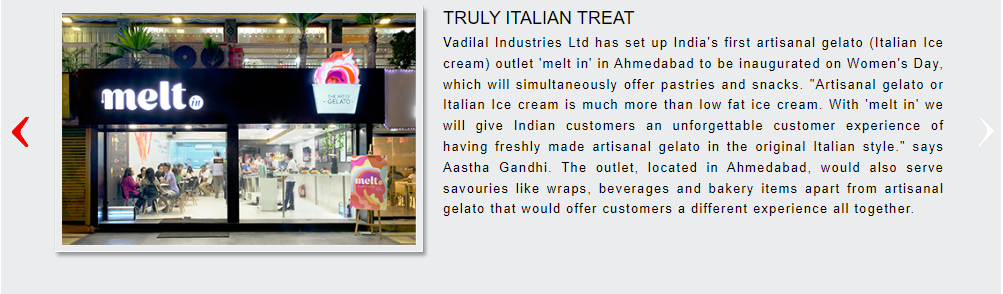 TRULY ITALIAN TREAT
Vadilal Industries Ltd has set up India's first artisanal gelato (Italian Ice
cream) outlet 'melt in' in Ahmedabad to be inaugurated on Women's Day,
which will simultaneously offer pastries and snacks. "Artisanal gelato or
Italian Ice cream is much more than low fat ice cream. With 'melt in' we
will give Indian customers an unforgettable customer experience of
having freshly made artisanal gelato in the original Italian style." says
Aastha Gandhi. The outlet, located in Ahmedabad, would also serve
savouries like wraps, beverages and bakery items apart from artisanal
gelato that would offer customers a different experience all together.
melt in
GELATO
melt